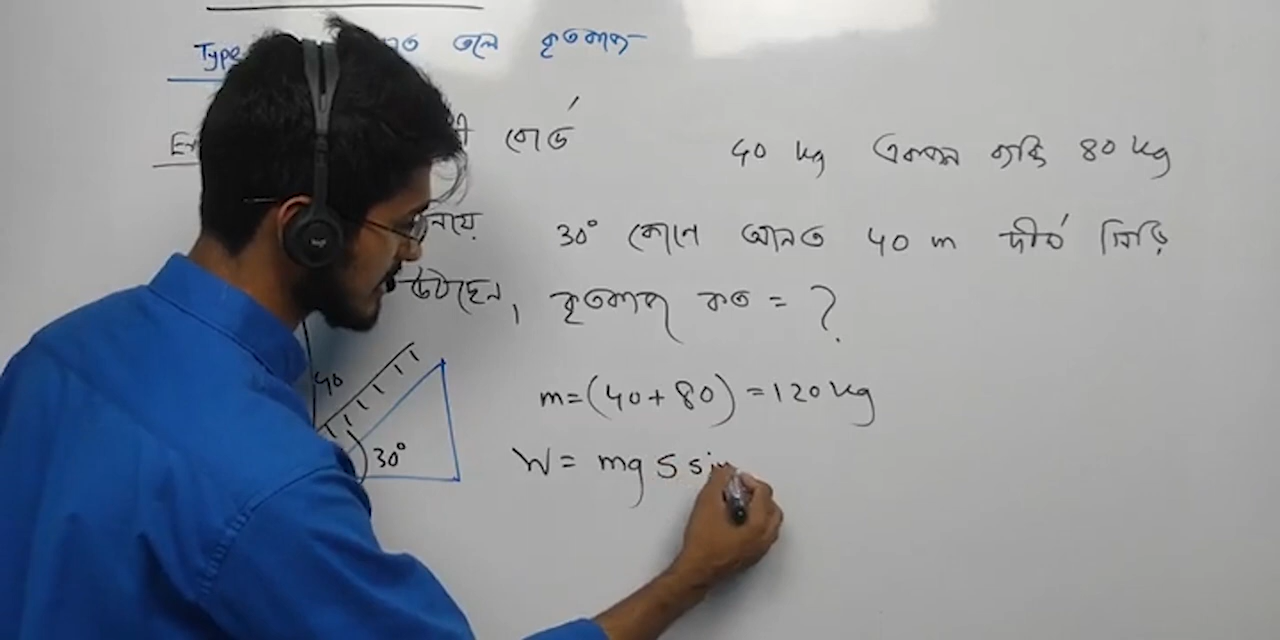 Type তলে কৃতকাজ
বোর্ড 40 kg একজন ব্যক্তি 80 kg
30° কোণে আনত 40 m দীর্ঘ সিঁড়ি
উঠছেন, কৃতকাজ কত = ?
40
m = (40 + 80) = 120 kg
30°
W = mg s sin